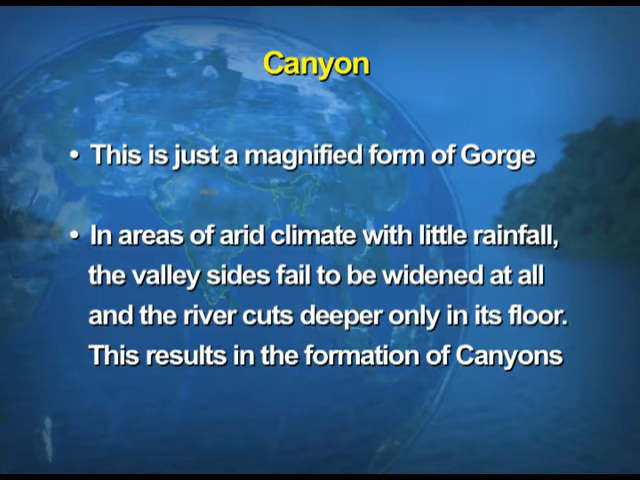 Canyon
• This is just a magnified form of Gorge
• In areas of arid climate with little rainfall,
the valley sides fail to be widened at all
and the river cuts deeper only in its floor.
This results in the formation of Canyons